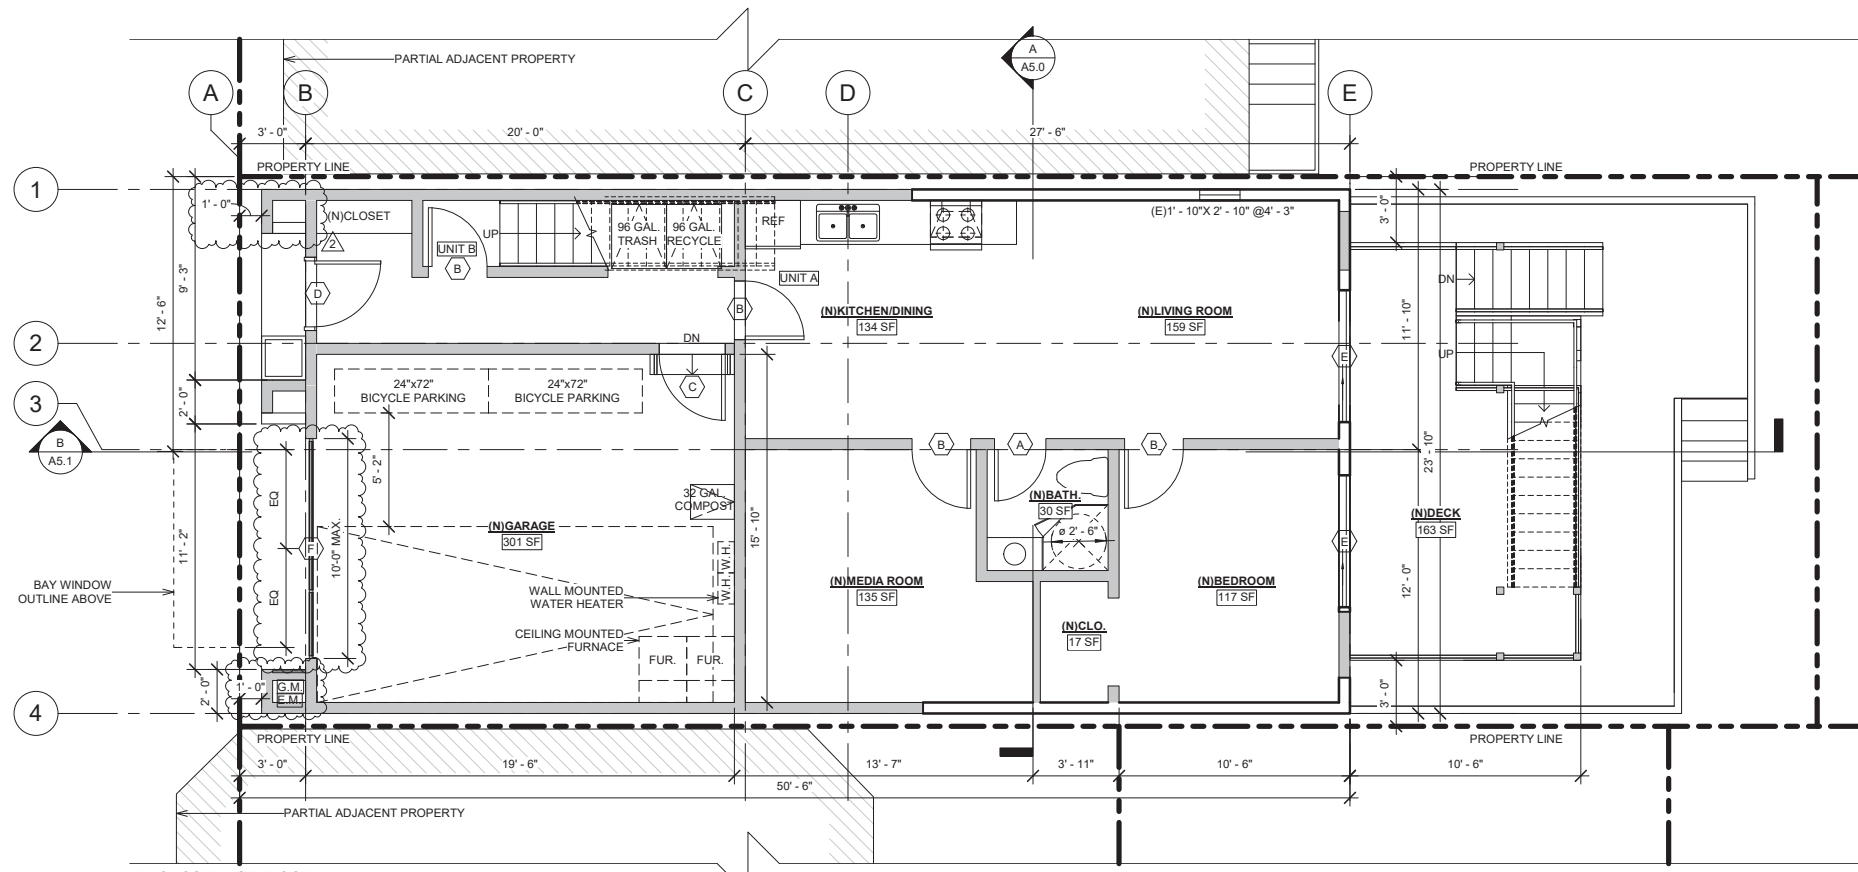 PARTIAL ADJACENT PROPERTY
A
A5.0
A
B
C
D
E
3' - 0"
20' - 0"
27' - 6"
PROPERTY LINE
PROPERTY LINE
1
1'- 0"
(N)CLOSET
2
UP
96 GAL.
TRASH
96 GAL.
RECYCLE
REF
(E)1' - 10"X 2' - 10" @4' - 3"
3' - 0"
UNIT B
B
UNIT A
DN
D
B
9' - 3"
12' - 6"
(N)KITCHEN/DINING
134 SF
(N)LIVING ROOM
159 SF
11' - 10"
2
DN
UP
E
C
24"x72"
BICYCLE PARKING
24"x72"
BICYCLE PARKING
3
2' - 0"
B
A5.1
B
A
B
23' - 10"
5' - 2"
EQ
32 GAL.
COMPOST
(N)BATH.
30 SF
ø 2' - 6"
(N)DECK
163 SF
(N)GARAGE
301 SF
F
10'-0" MAX.
11' - 2"
15' - 10"
E
W.H.
W.H.
BAY WINDOW
OUTLINE ABOVE
EQ
WALL MOUNTED
WATER HEATER
(N)MEDIA ROOM
135 SF
(N)BEDROOM
117 SF
12' - 0"
CEILING MOUNTED
FURNACE
(N)CLO.
17 SF
FUR.
FUR.
2' - 0"
1' - 0"
G.M.
E.M.
3' - 0"
4
PROPERTY LINE
PROPERTY LINE
3' - 0"
19' - 6"
13' - 7"
3' - 11"
10' - 6"
10' - 6"
50' - 6"
PARTIAL ADJACENT PROPERTY